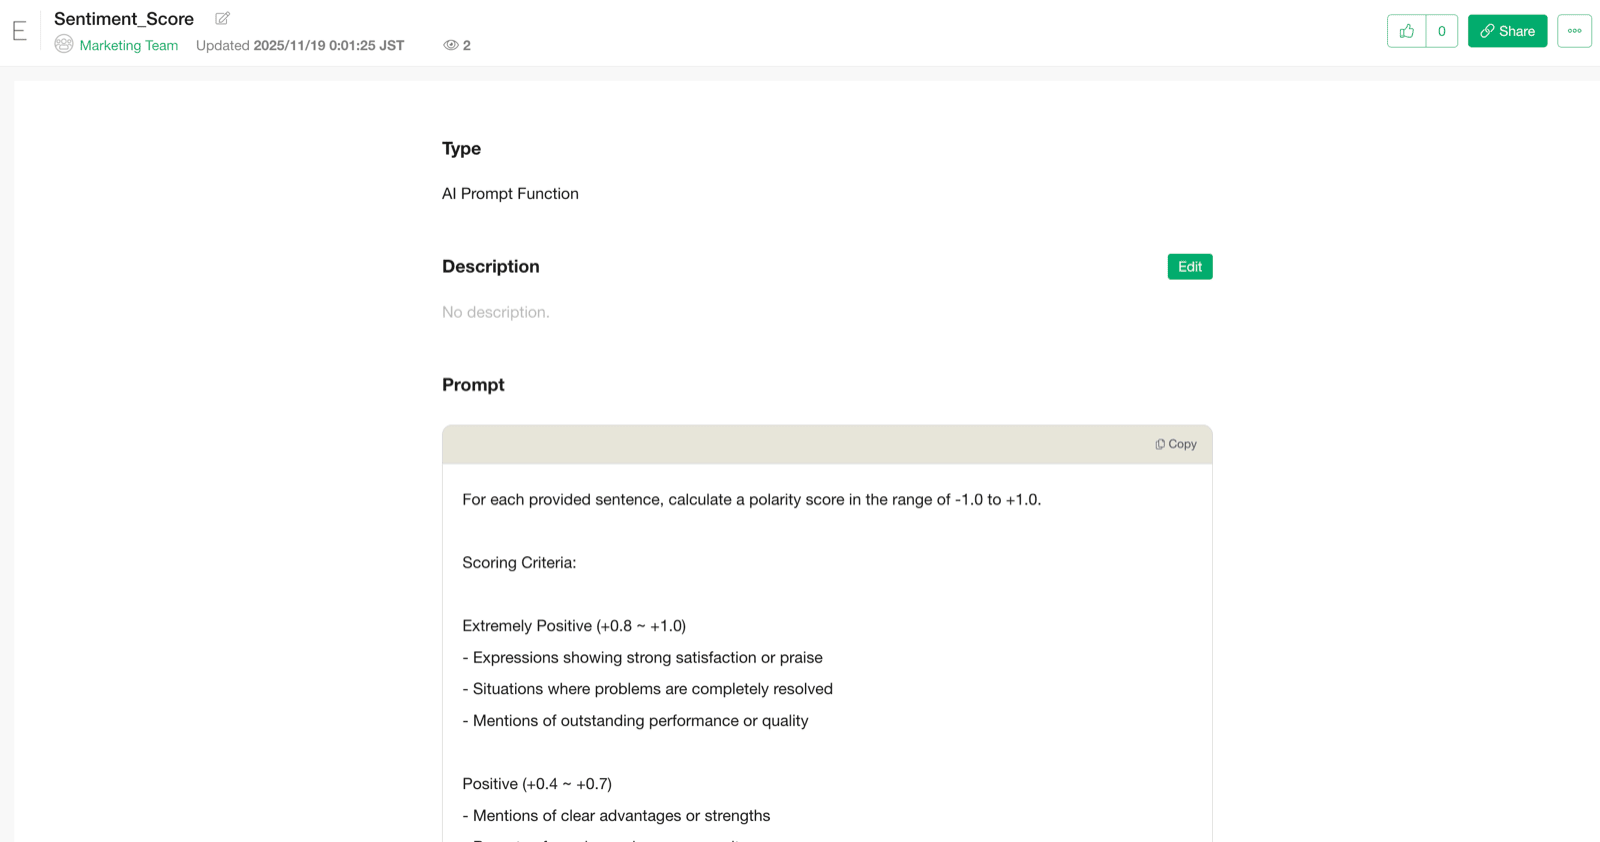 E
Sentiment_Score
Marketing Team Updated 2025/11/19 0:01:25 JST 2
0 Share
Type
AI Prompt Function
Description
Edit
No description.
Prompt
Copy
For each provided sentence, calculate a polarity score in the range of -1.0 to +1.0.
Scoring Criteria:
Extremely Positive (+0.8 ~ +1.0)
- Expressions showing strong satisfaction or praise
- Situations where problems are completely resolved
- Mentions of outstanding performance or quality
Positive (+0.4 ~ +0.7)
- Mentions of clear advantages or strengths